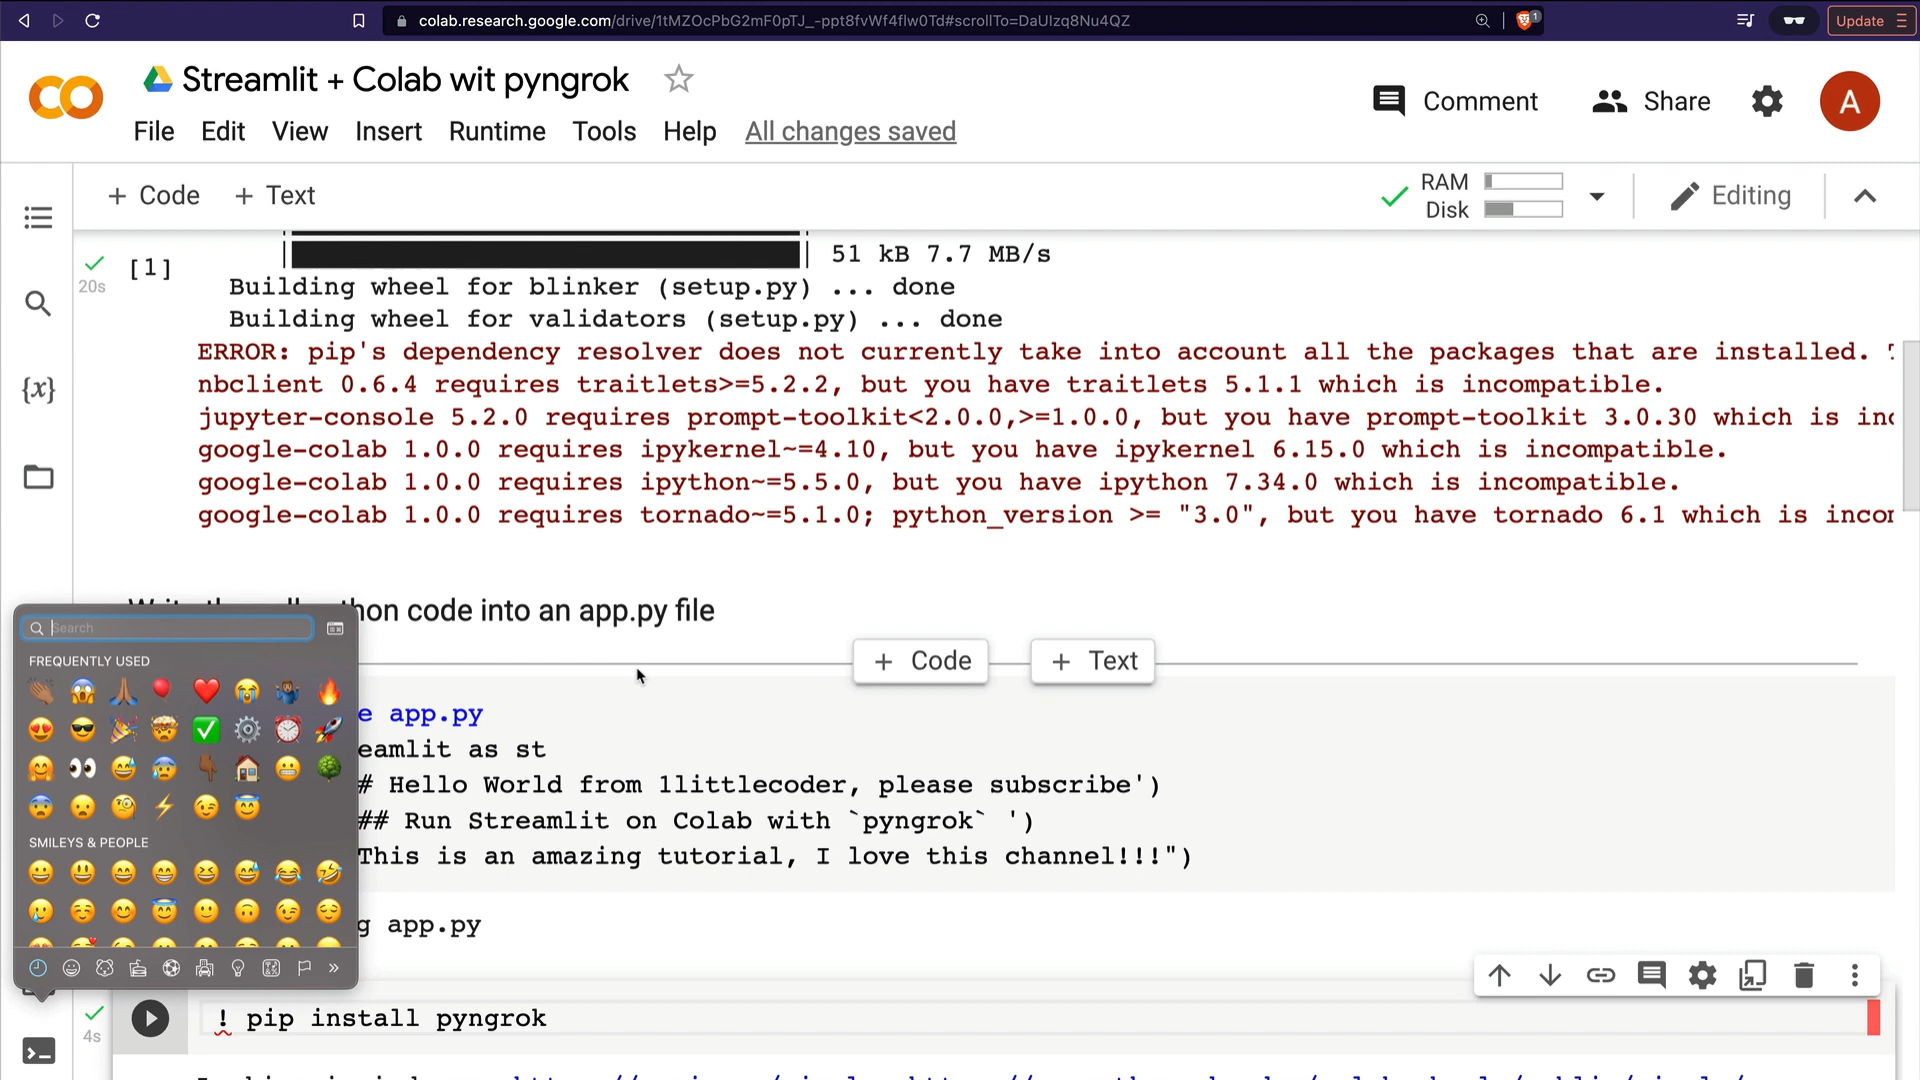 colab.research.google.com/drive/1tMZOcPbG2mF0pTJ_-ppt8fvWf4flw0Td#scrollTo=DaUIzq8Nu4QZ
1
Update
Streamlit + Colab wit pyngrok
Comment
Share
A
File Edit View Insert Runtime Tools Help All changes saved
+ Code + Text
RAM
Disk
Editing
[1]
20s
51 kB 7.7 MB/s
Building wheel for blinker (setup.py) ... done
Building wheel for validators (setup.py) ... done
ERROR: pip's dependency resolver does not currently take into account all the packages that are installed.
nbclient 0.6.4 requires traitlets>=5.2.2, but you have traitlets 5.1.1 which is incompatible.
jupyter-console 5.2.0 requires prompt-toolkit<2.0.0,>=1.0.0, but you have prompt-toolkit 3.0.30 which is inc
google-colab 1.0.0 requires ipykernel~=4.10, but you have ipykernel 6.15.0 which is incompatible.
google-colab 1.0.0 requires ipython~=5.5.0, but you have ipython 7.34.0 which is incompatible.
google-colab 1.0.0 requires tornado~=5.1.0; python_version >= "3.0", but you have tornado 6.1 which is incom
{x}
hon code into an app.py file
+ Code + Text
Search
FREQUENTLY USED
SMILEYS & PEOPLE
e app.py
eamlit as st
# Hello World from 1littlecoder, please subscribe')
## Run Streamlit on Colab with `pyngrok` ')
This is an amazing tutorial, I love this channel!!!")
g app.py
4s
! pip install pyngrok